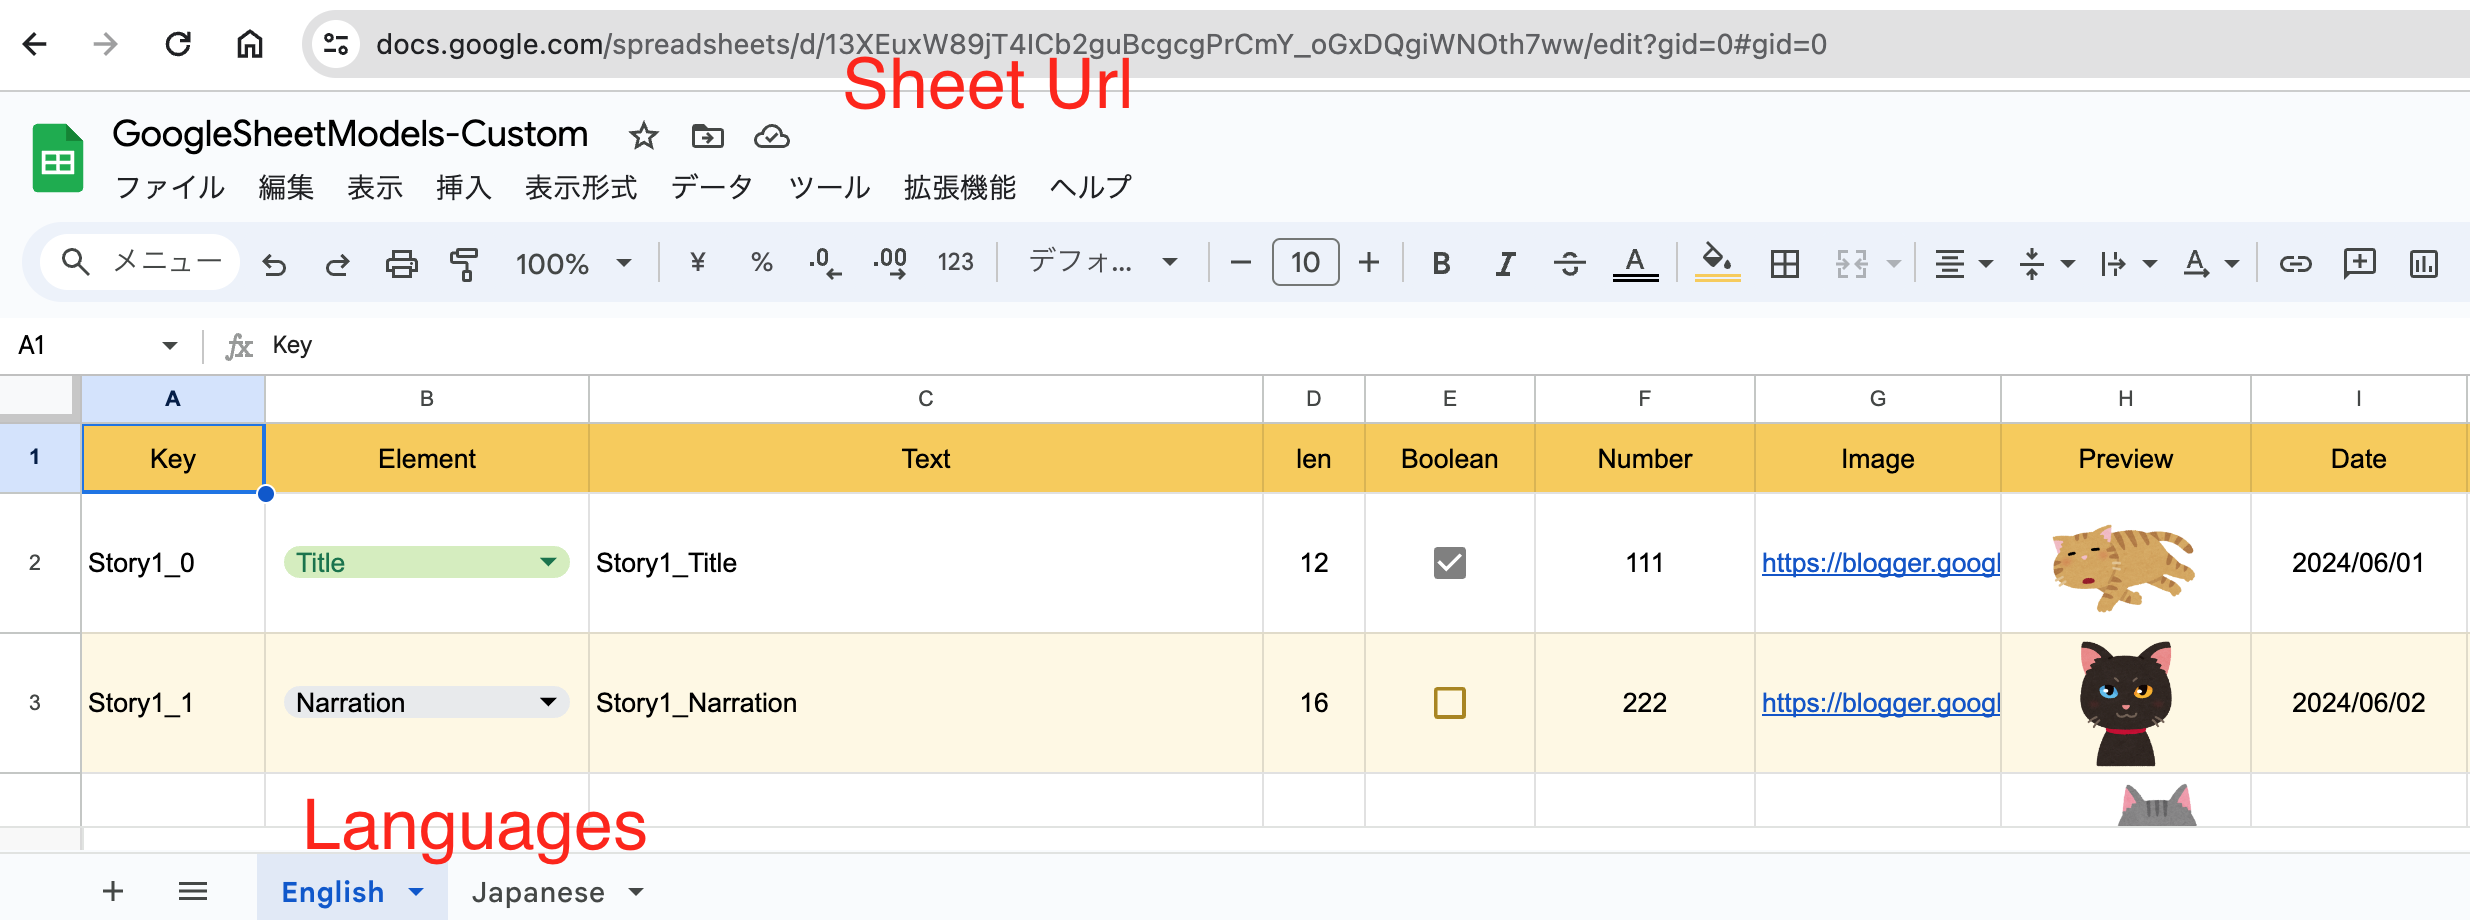 docs.google.com/spreadsheets/d/13XEuxW89jT4ICb2guBcgcgPrCmY_oGxDQgiWNOth7ww/edit?gid=0#gid=0
Sheet Url
GoogleSheetModels-Custom
ファイル 編集 表示 挿入 表示形式 データ ツール 拡張機能 ヘルプ
メニュー 100% ¥ % .0 .00 123 デフォ... 10 B I A A
A1 fx Key
A B C D E F G H I
1 Key Element Text len Boolean Number Image Preview Date
2 Story1_0 Title Story1_Title 12 111 https://blogger.googl 2024/06/01
3 Story1_1 Narration Story1_Narration 16 222 https://blogger.googl 2024/06/02
Languages
English Japanese